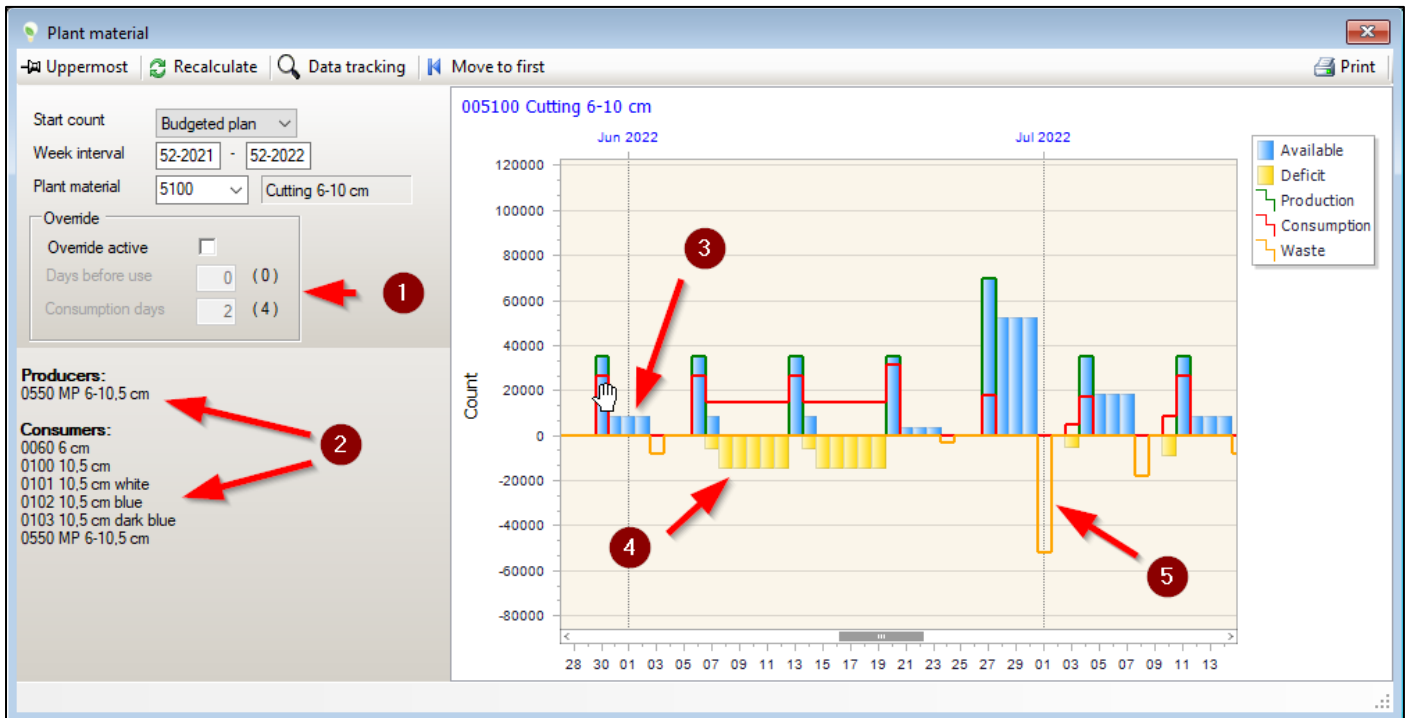 Plant material
Uppermost Recalculate Data tracking Move to first Print
Start count Budgeted plan
Week interval 52-2021 - 52-2022
Plant material 5100 Cutting 6-10 cm
Override
Override active
Days before use 0 ( 0 )
Consumption days 2 ( 4 )
1
Producers:
0550 MP 6-10,5 cm
Consumers:
0060 6 cm
0100 10,5 cm
0101 10,5 cm white
0102 10,5 cm blue
0103 10,5 cm dark blue
0550 MP 6-10,5 cm
2
005100 Cutting 6-10 cm
Jun 2022 Jul 2022
120000
100000
80000
60000
40000
20000
0
-20000
-40000
-60000
-80000
Count
3
4
5
28 30 01 03 05 07 09 11 13 15 17 19 21 23 25 27 29 01 03 05 07 09 11 13
Available
Deficit
Production
Consumption
Waste